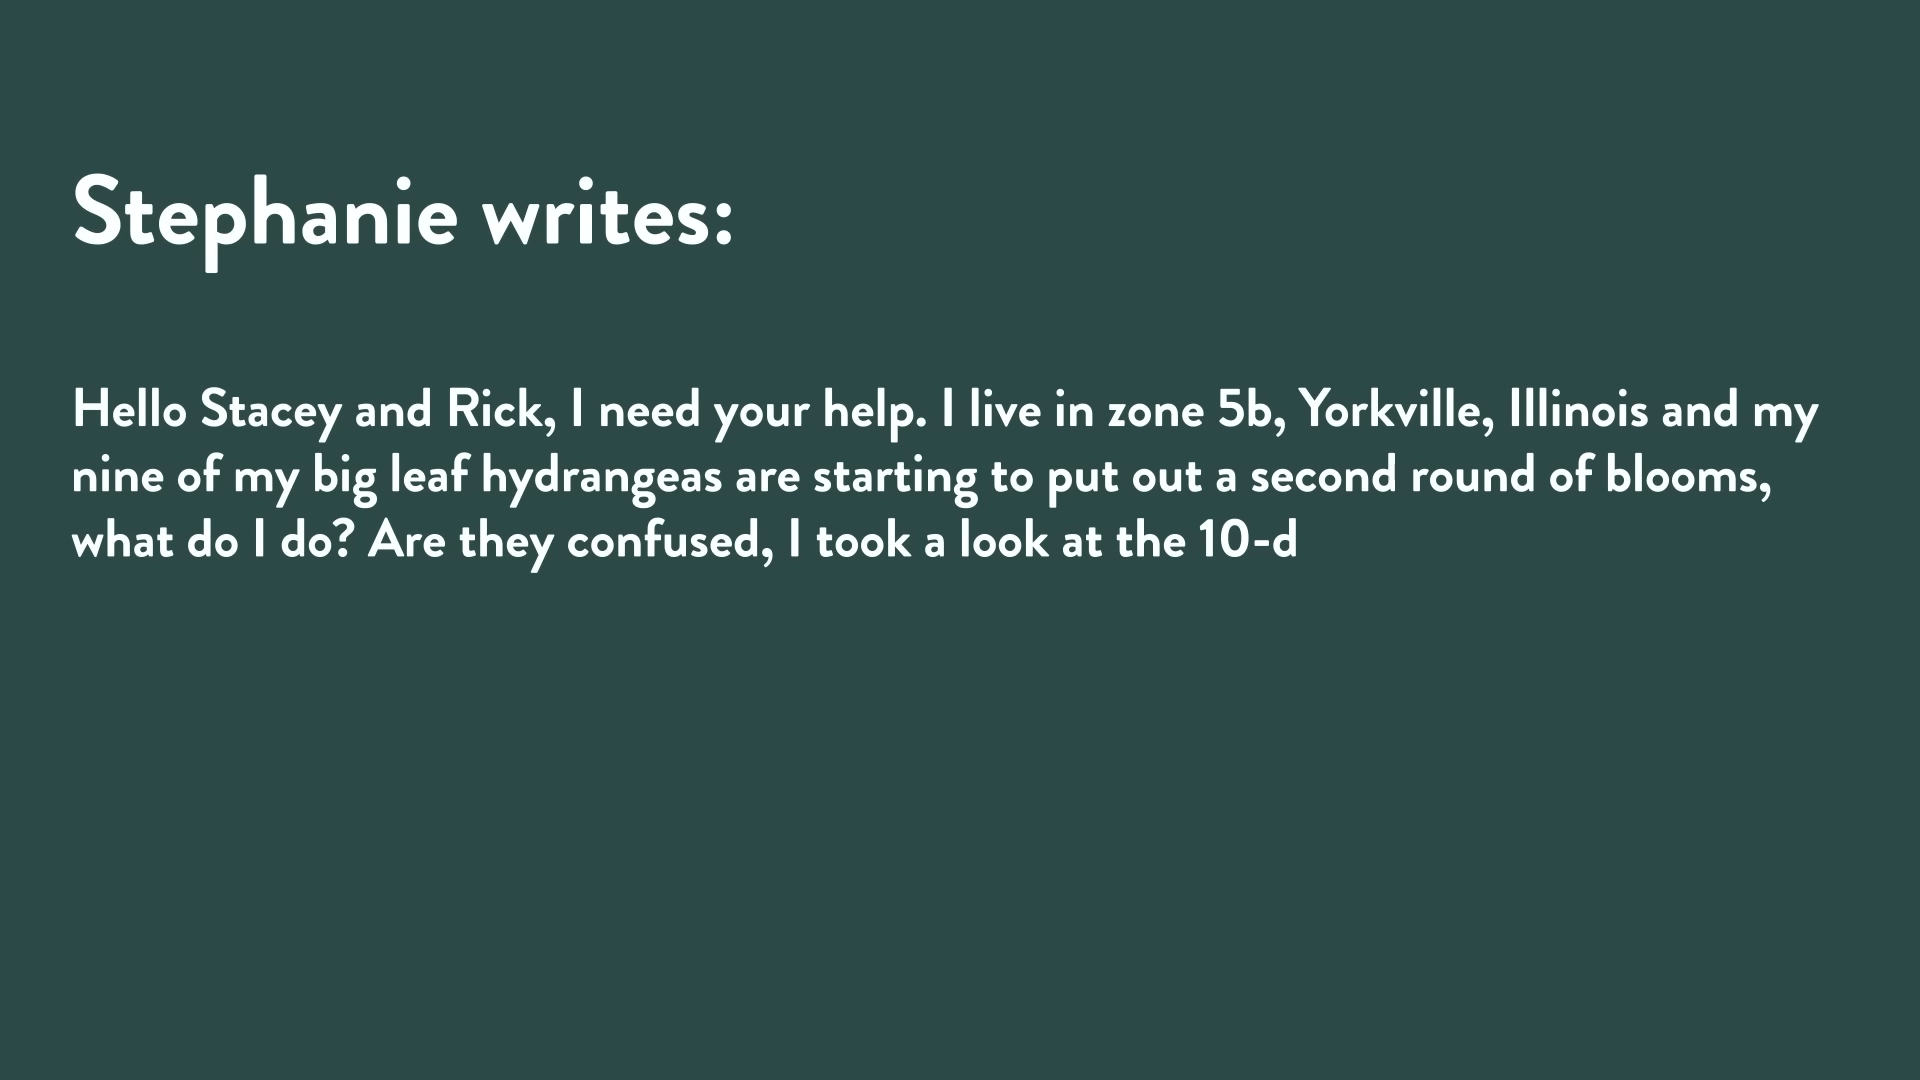 Stephanie writes:
Hello Stacey and Rick, I need your help. I live in zone 5b, Yorkville, Illinois and my
nine of my big leaf hydrangeas are starting to put out a second round of blooms,
what do I do? Are they confused, I took a look at the 10-d